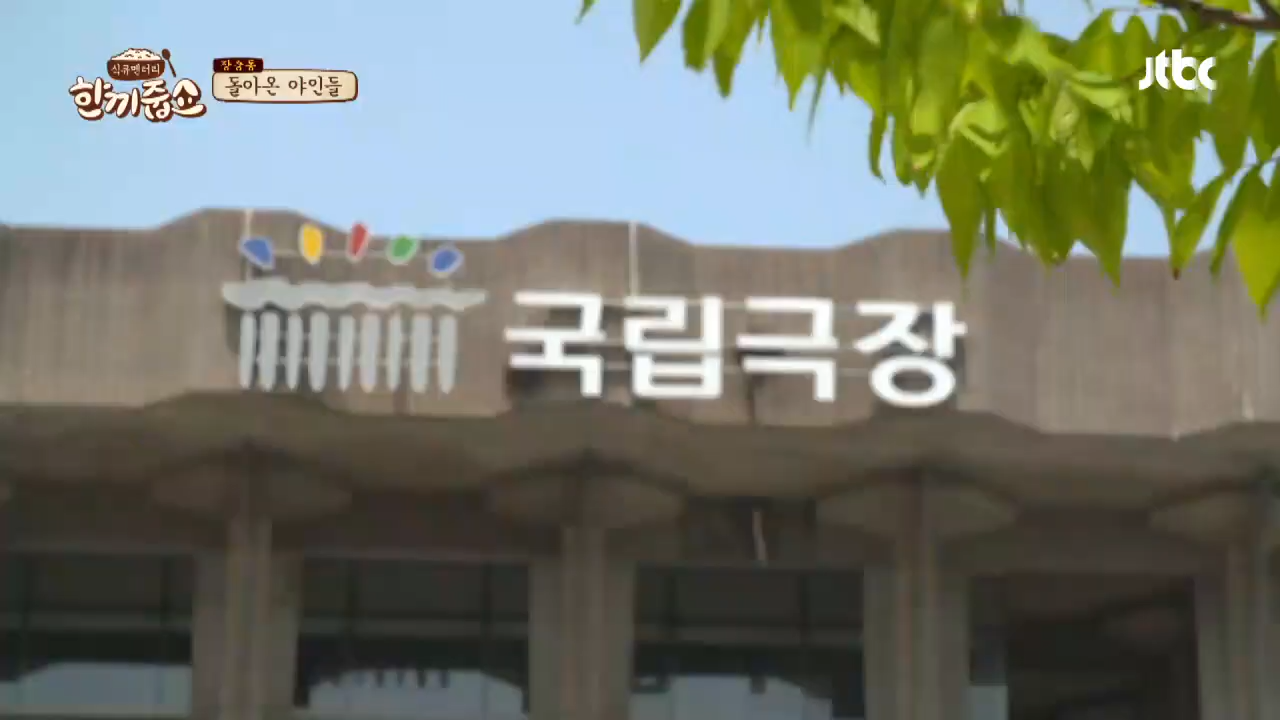 식큐멘터리
한끼줍쇼
장충동
돌아온 야인들
jtbc
국립극장